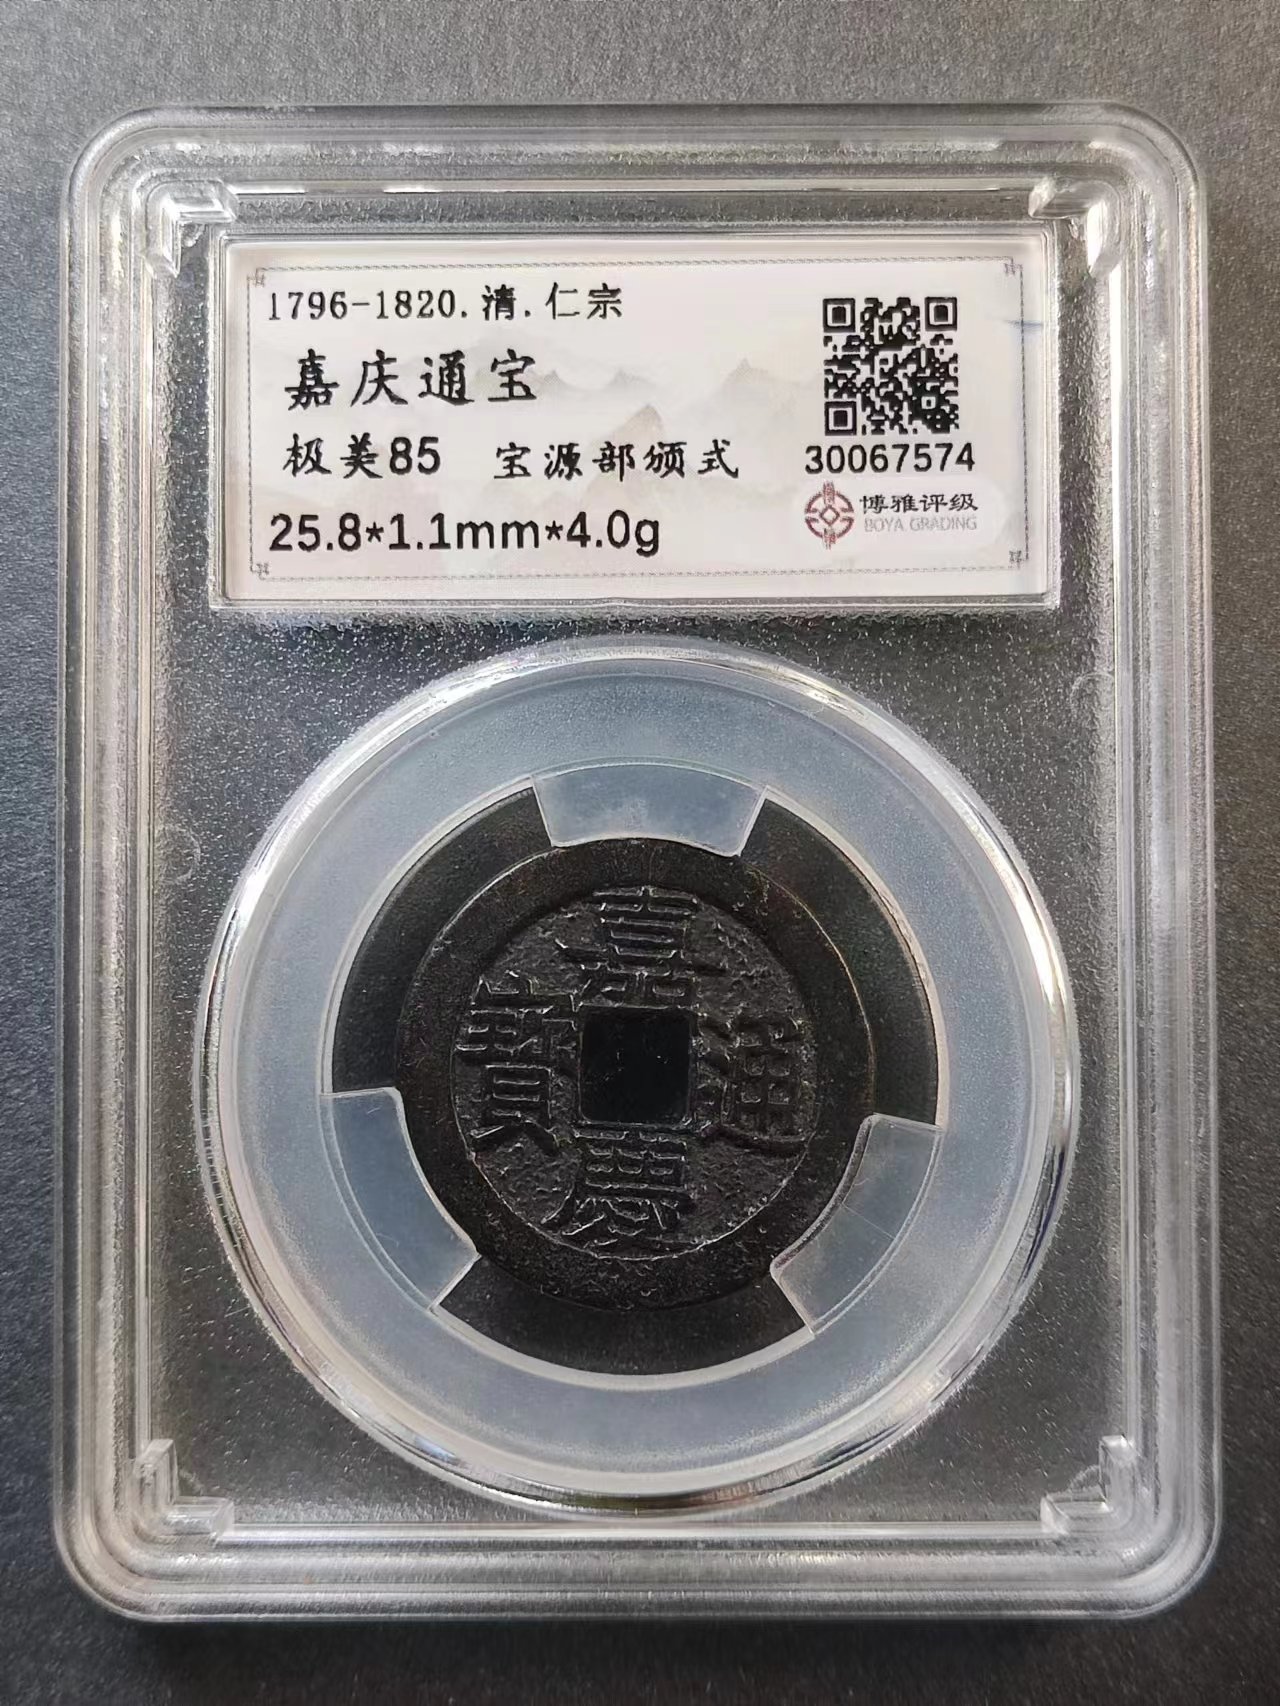 1796-1820.清.仁宗
嘉庆通宝
极美85 宝源部颁式
25.8*1.1mm*4.0g
30067574
博雅评级
BOYA GRADING
嘉慶通寶